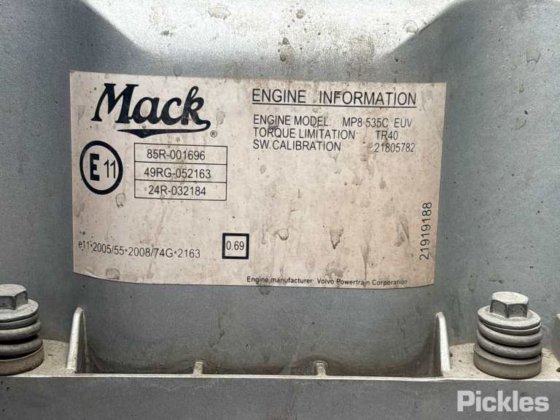 Mack
ENGINE INFORMATION
ENGINE MODEL MP8 535C EUV
TORQUE LIMITATION TR40
SW.CALIBRATION 21805782
E 11
85R-001696
49RG-052163
24R-032184
e11*2005/55*2008/74G*2163
0.69
21919188
Engine manufacturer: Volvo Powertrain Corporation
Pickles